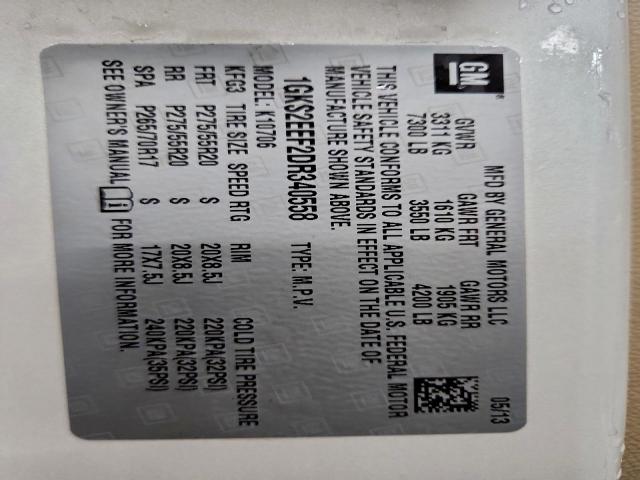 GM
MFD BY GENERAL MOTORS LLC 05/13
GVWR GAWR FRT GAWR RR
3311 KG 1610 KG 1905 KG
7300 LB 3550 LB 4200 LB
THIS VEHICLE CONFORMS TO ALL APPLICABLE U.S. FEDERAL MOTOR
VEHICLE SAFETY STANDARDS IN EFFECT ON THE DATE OF
MANUFACTURE SHOWN ABOVE.
1GKS2EEF2DR340558 TYPE: M.P.V.
MODEL: K10706
KFG3 TIRE SIZE SPEED RTG RIM COLD TIRE PRESSURE
FRT P275/55R20 S 20X8.5J 220KPA(32PSI)
RR P275/55R20 S 20X8.5J 220KPA(32PSI)
SPA P265/70R17 S 17X7.5J 240KPA(35PSI)
SEE OWNER'S MANUAL FOR MORE INFORMATION.